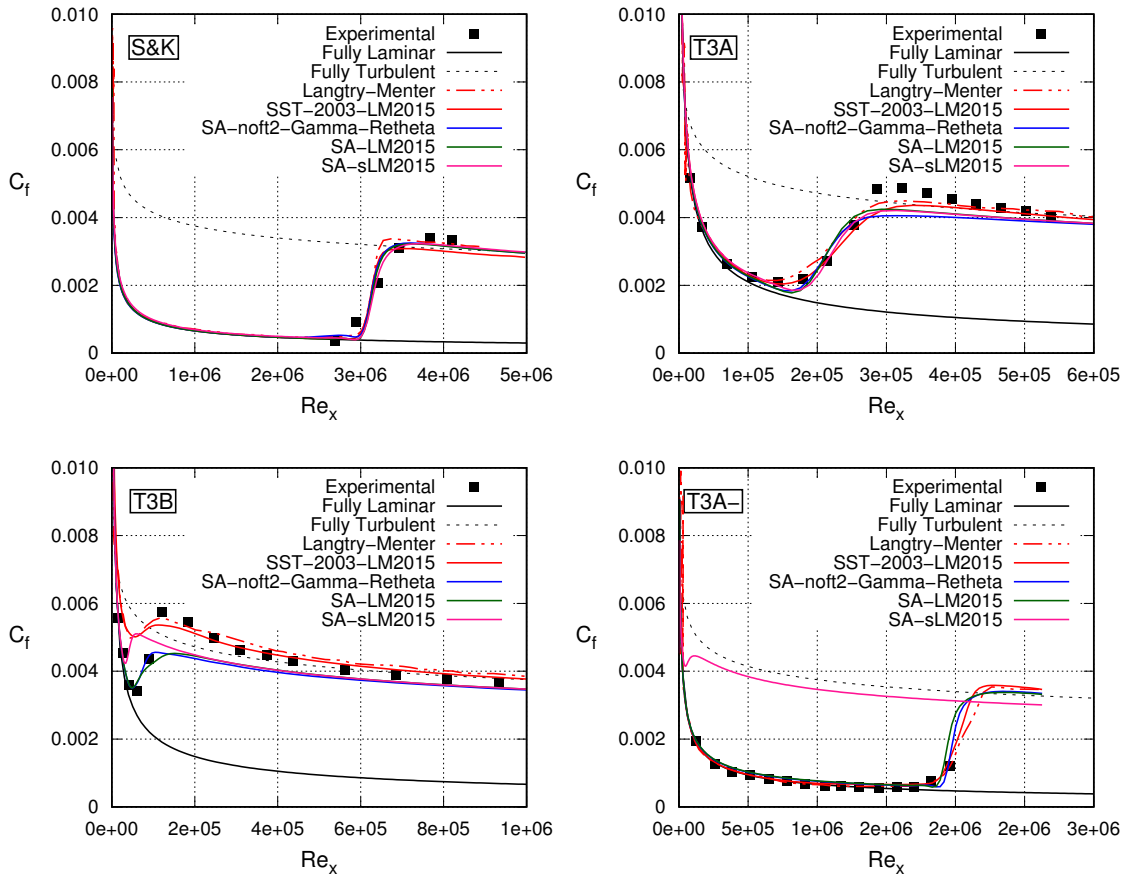 S&K
Experimental
Fully Laminar
Fully Turbulent
Langtry−Menter
SST−2003−LM2015
SA−noft2−Gamma−Retheta
SA−LM2015
SA−sLM2015
0.010
0.008
0.006
0.004
0.002
0
C_f
0e+00 1e+06 2e+06 3e+06 4e+06 5e+06
Re_x
T3A
Experimental
Fully Laminar
Fully Turbulent
Langtry−Menter
SST−2003−LM2015
SA−noft2−Gamma−Retheta
SA−LM2015
SA−sLM2015
0.010
0.008
0.006
0.004
0.002
0
C_f
0e+00 1e+05 2e+05 3e+05 4e+05 5e+05 6e+05
Re_x
T3B
Experimental
Fully Laminar
Fully Turbulent
Langtry−Menter
SST−2003−LM2015
SA−noft2−Gamma−Retheta
SA−LM2015
SA−sLM2015
0.010
0.008
0.006
0.004
0.002
0
C_f
0e+00 2e+05 4e+05 6e+05 8e+05 1e+06
Re_x
T3A−
Experimental
Fully Laminar
Fully Turbulent
Langtry−Menter
SST−2003−LM2015
SA−noft2−Gamma−Retheta
SA−LM2015
SA−sLM2015
0.010
0.008
0.006
0.004
0.002
0
C_f
0e+00 5e+05 1e+06 2e+06 2e+06 2e+06 3e+06
Re_x